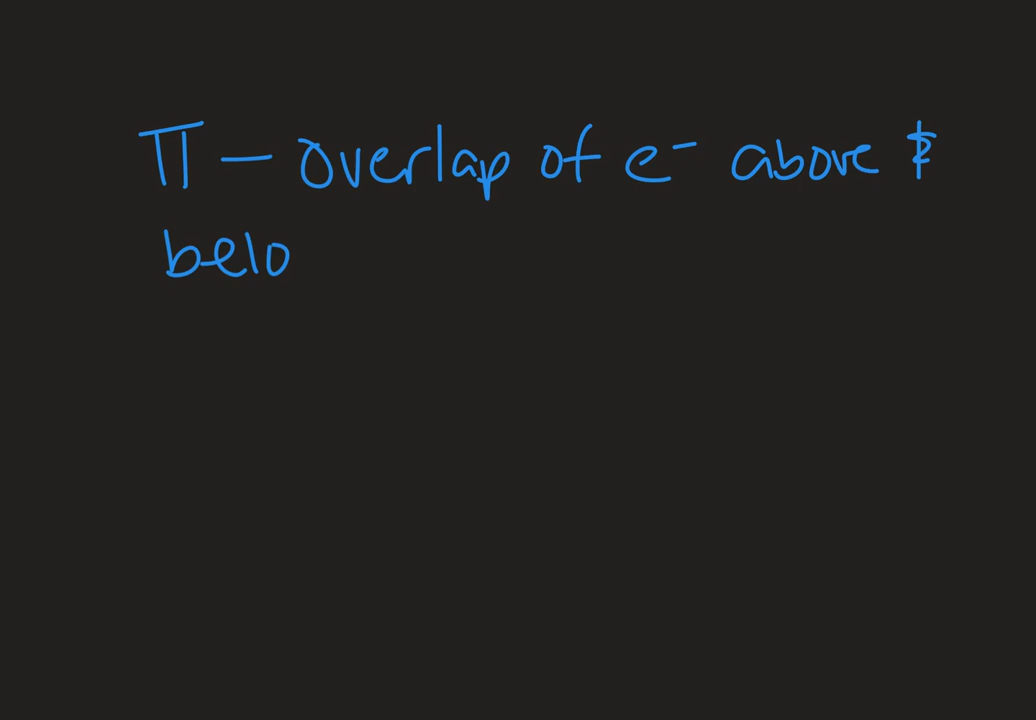 π — overlap of e⁻ above &
belo